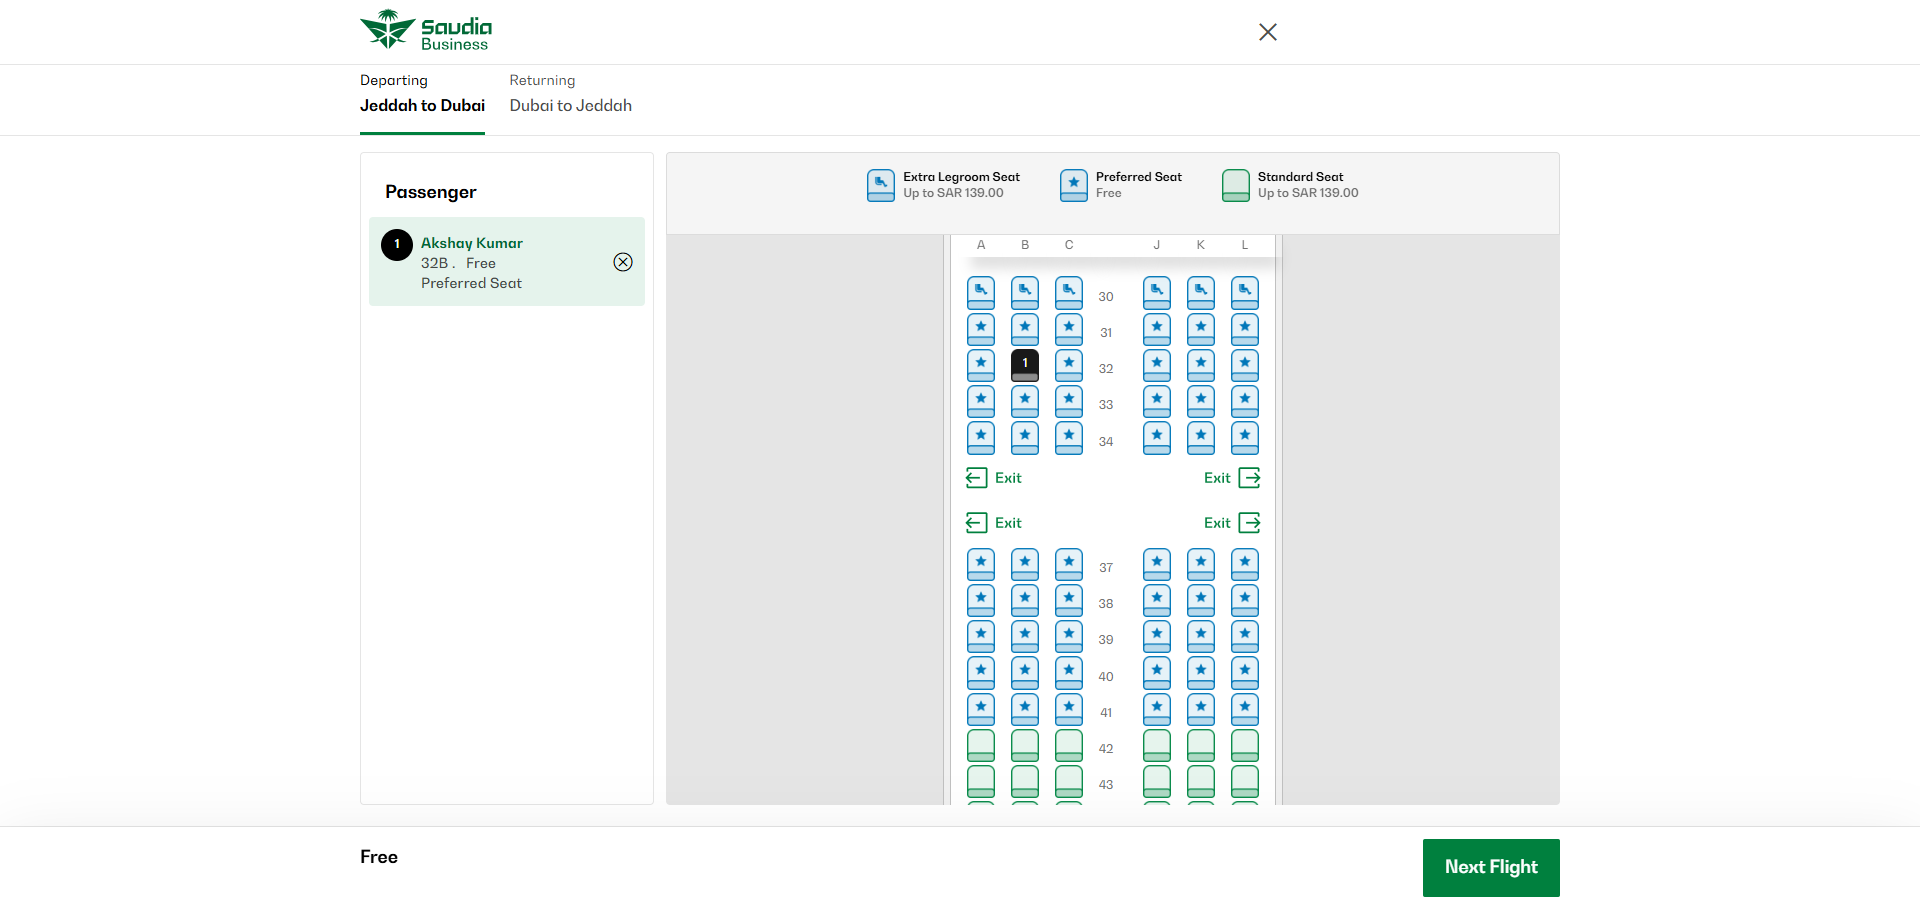 Saudia
Business
Departing
Jeddah to Dubai
Returning
Dubai to Jeddah
Passenger
1
Akshay Kumar
32B . Free
Preferred Seat
Extra Legroom Seat
Up to SAR 139.00
Preferred Seat
Free
Standard Seat
Up to SAR 139.00
A B C J K L
30
31
1 32
33
34
Exit Exit
Exit Exit
37
38
39
40
41
42
43
Free
Next Flight